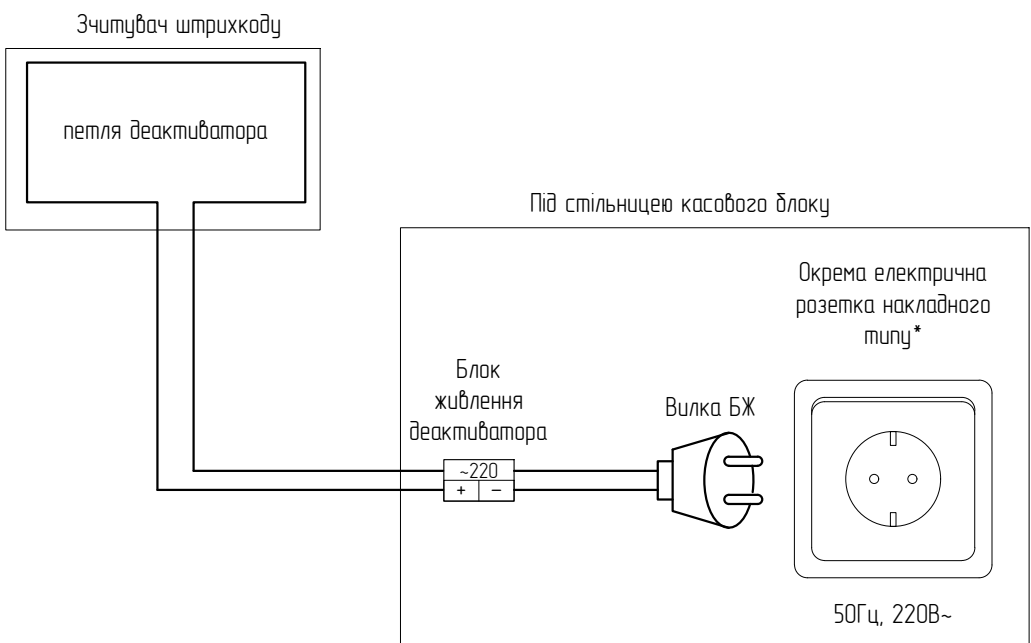 Зчитувач штрихкоду
петля деактиватора
Під стільницею касового блоку
Окрема електрична
розетка накладного
типу*
Блок
живлення
деактиватора
Вилка БЖ
~220
+ −
50Гц, 220В~